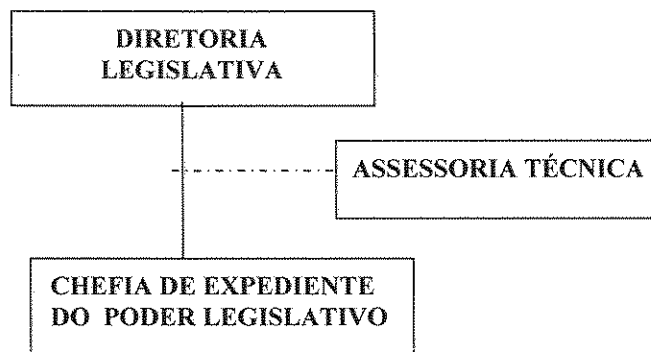 DIRETORIA
LEGISLATIVA
ASSESSORIA TÉCNICA
CHEFIA DE EXPEDIENTE
DO PODER LEGISLATIVO